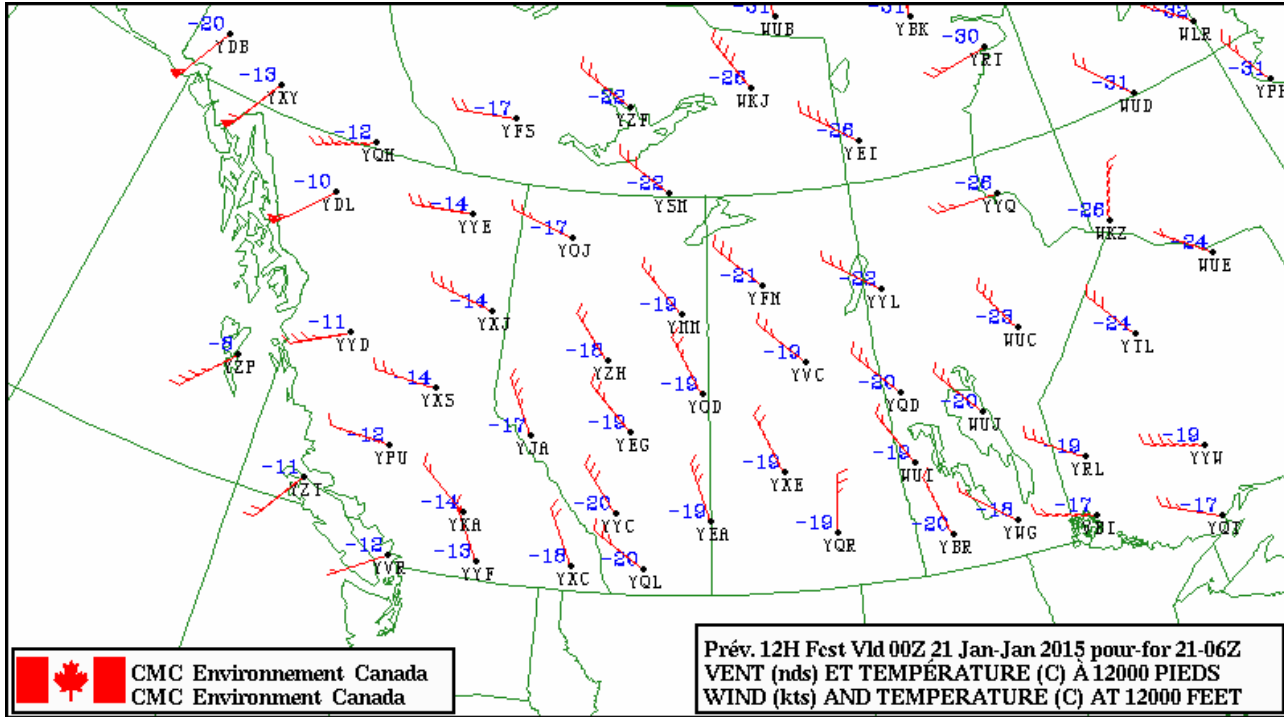 -31 -31 -32
-20 YDB
WUB
YBK
WLR
-30 YRT
-13 YXY
-26 WKJ
-31 WUD
-31
-22 YZF
-17 YFS
-12 YQH
-26 YEI
-10 YDL
-22 YSM
-26 YYQ
-14 YYE
-17 YOJ
-26 WKZ
-24 WUE
-21 YFM
-22 YYL
-14 YXJ
-19 YMM
-23 WUC
-24 YTL
-11 YYD
-8 YZP
-18 YZH
-19 YVC
-14 YXS
-19 YOD
-20 YQD
-20 WUJ
-17 YJA
-19 YEG
-12 YPU
-19 YRL
-19 YYW
-11 YZT
-19 YXE
-19 WUI
-14 YKA
-20 YYC
-19 YEA
-19 YQR
-20 YBR
-18 YWG
-17 VBI
-17 YQT
-12 YVR
-13 YYF
-18 YXC
-20 YQL
CMC Environnement Canada
CMC Environment Canada
Prév. 12H Fcst Vld 00Z 21 Jan-Jan 2015 pour-for 21-06Z
VENT (nds) ET TEMPÉRATURE (C) À 12000 PIEDS
WIND (kts) AND TEMPERATURE (C) AT 12000 FEET